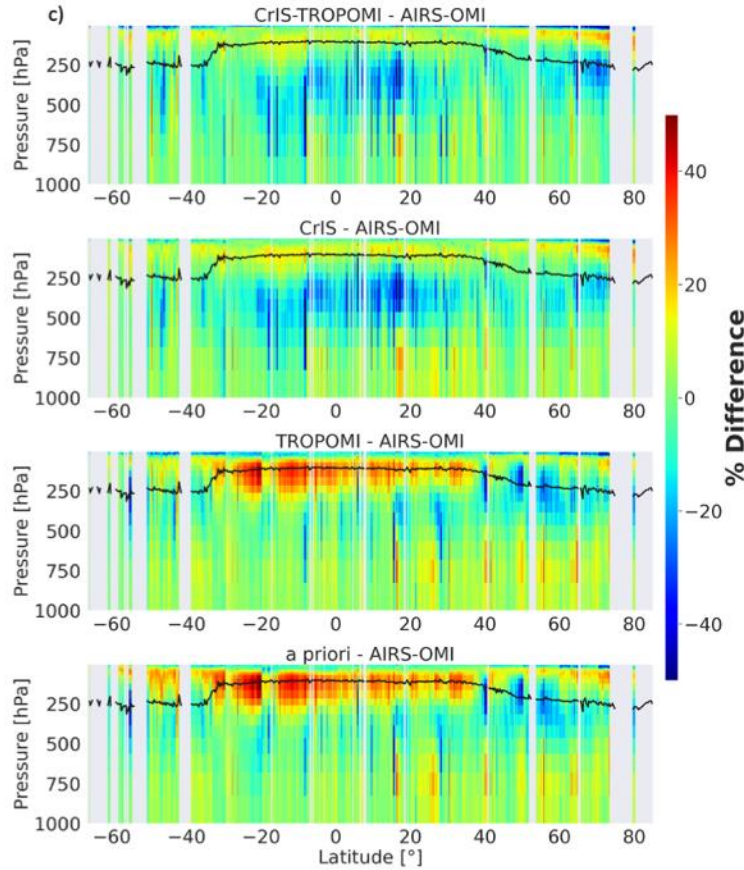 c)
CrIS-TROPOMI - AIRS-OMI
Pressure [hPa]
250
500
750
1000
−60 −40 −20 0 20 40 60 80
CrIS - AIRS-OMI
Pressure [hPa]
250
500
750
1000
−60 −40 −20 0 20 40 60 80
TROPOMI - AIRS-OMI
Pressure [hPa]
250
500
750
1000
−60 −40 −20 0 20 40 60 80
a priori - AIRS-OMI
Pressure [hPa]
250
500
750
1000
−60 −40 −20 0 20 40 60 80
Latitude [°]
40
20
0
−20
−40
% Difference